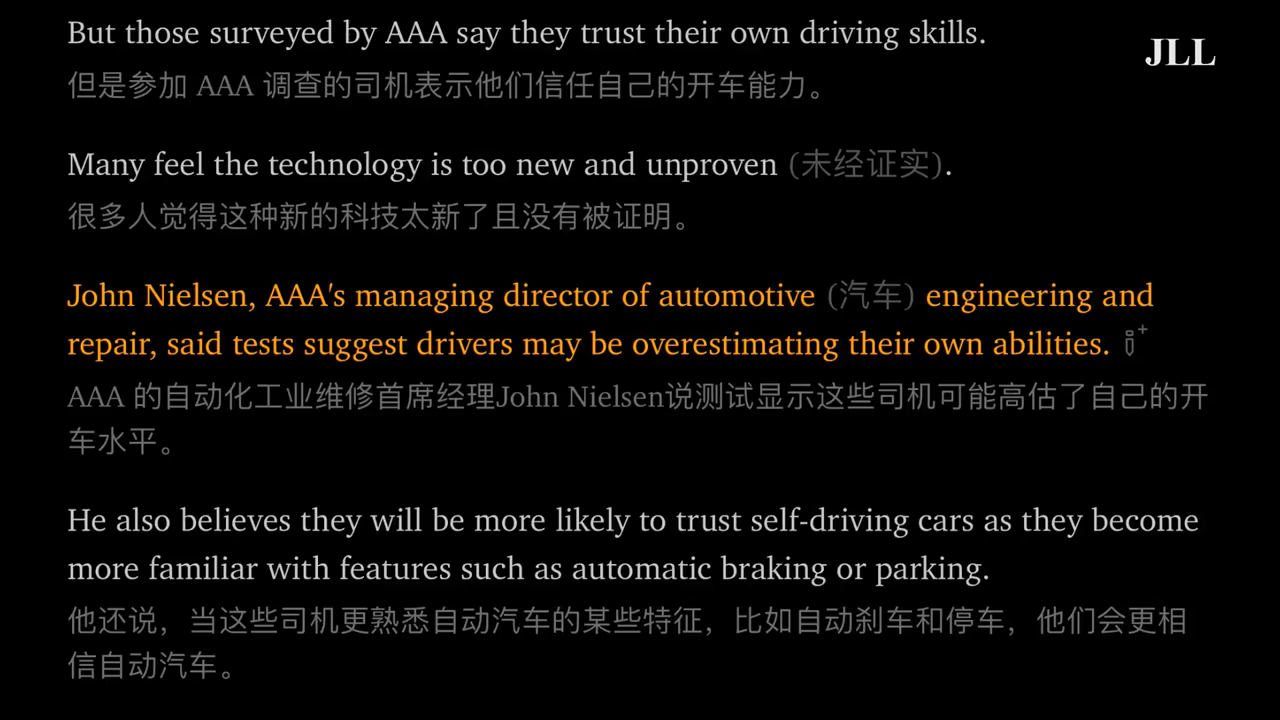 But those surveyed by AAA say they trust their own driving skills.
JLL
但是参加 AAA 调查的司机表示他们信任自己的开车能力。
Many feel the technology is too new and unproven (未经证实).
很多人觉得这种新的科技太新了且没有被证明。
John Nielsen, AAA's managing director of automotive (汽车) engineering and
repair, said tests suggest drivers may be overestimating their own abilities.
AAA 的自动化工业维修首席经理John Nielsen说测试显示这些司机可能高估了自己的开
车水平。
He also believes they will be more likely to trust self-driving cars as they become
more familiar with features such as automatic braking or parking.
他还说，当这些司机更熟悉自动汽车的某些特征，比如自动刹车和停车，他们会更相
信自动汽车。